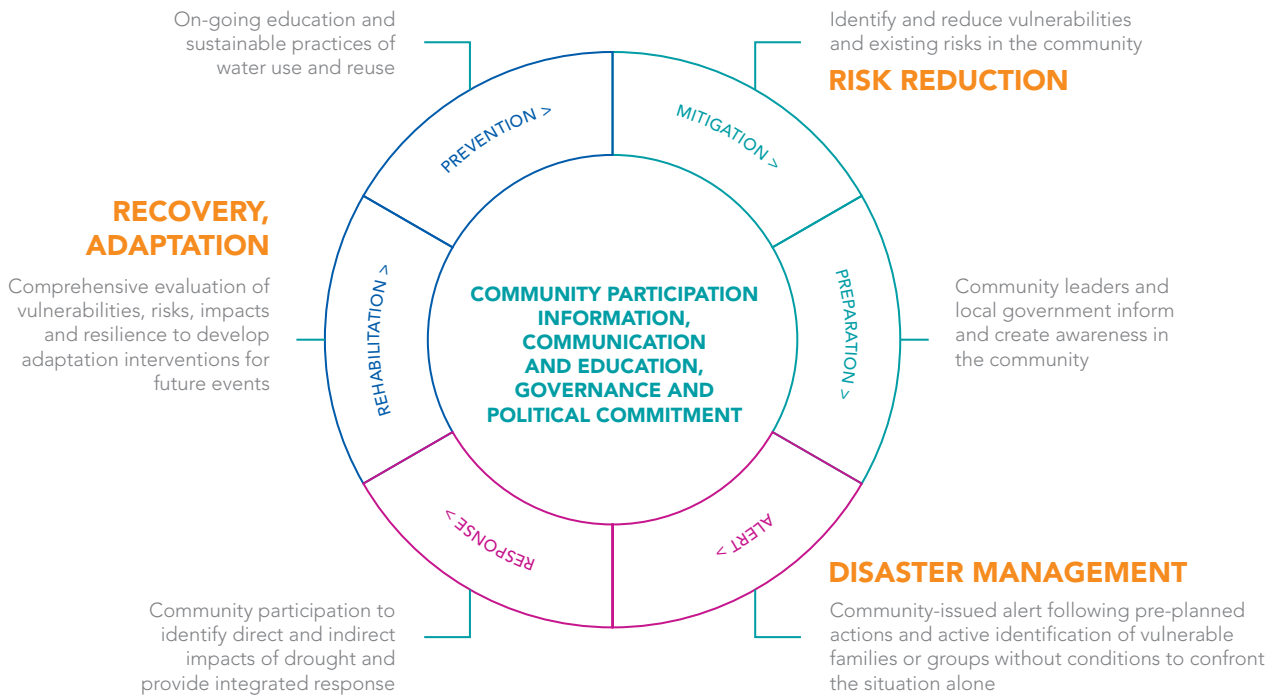 On-going education and
sustainable practices of
water use and reuse
Identify and reduce vulnerabilities
and existing risks in the community
RISK REDUCTION
PREVENTION >
MITIGATION >
RECOVERY,
ADAPTATION
Comprehensive evaluation of
vulnerabilities, risks, impacts
and resilience to develop
adaptation interventions for
future events
REHABILITATION >
COMMUNITY PARTICIPATION
INFORMATION,
COMMUNICATION
AND EDUCATION,
GOVERNANCE AND
POLITICAL COMMITMENT
PREPARATION >
Community leaders and
local government inform
and create awareness in
the community
RESPONSE >
ALERT >
Community participation to
identify direct and indirect
impacts of drought and
provide integrated response
DISASTER MANAGEMENT
Community-issued alert following pre-planned
actions and active identification of vulnerable
families or groups without conditions to confront
the situation alone